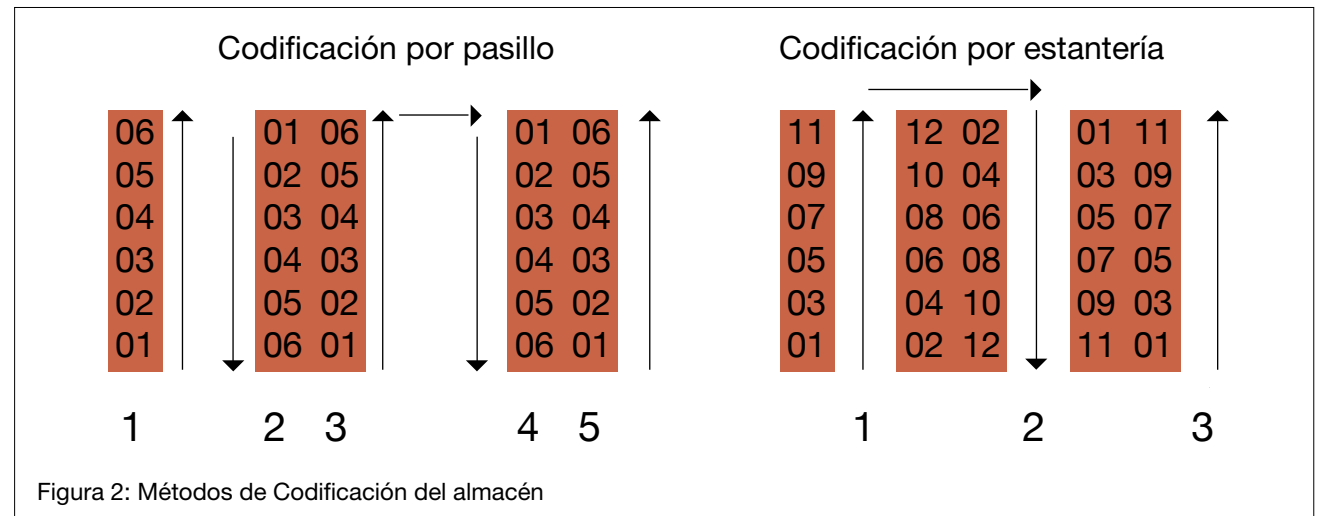 Codificación por pasillo
06 01 06 01 06
05 02 05 02 05
04 03 04 03 04
03 04 03 04 03
02 05 02 05 02
01 06 01 06 01
1 2 3 4 5
Codificación por estantería
11 12 02 01 11
09 10 04 03 09
07 08 06 05 07
05 06 08 07 05
03 04 10 09 03
01 02 12 11 01
1 2 3
Figura 2: Métodos de Codificación del almacén